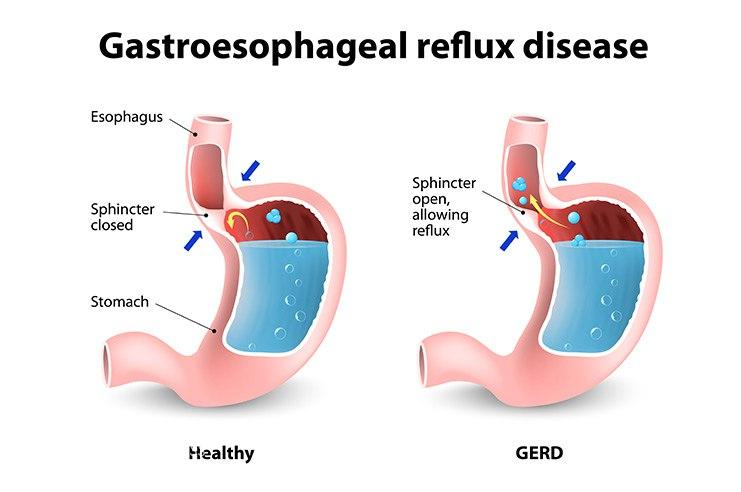 Gastroesophageal reflux disease
Esophagus
Sphincter
closed
Stomach
Healthy
Sphincter
open,
allowing
reflux
GERD